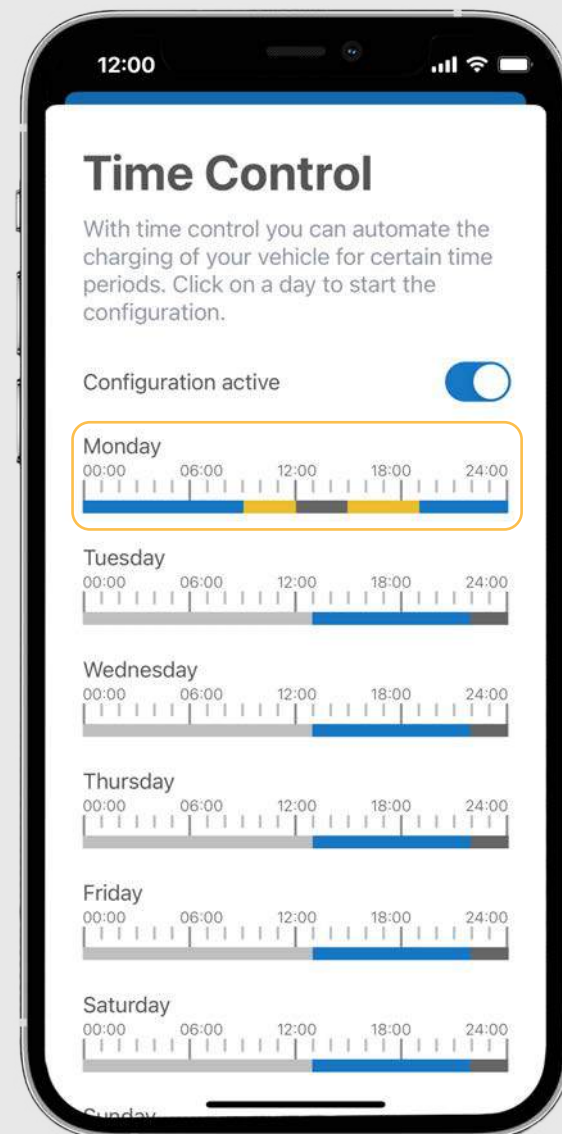 12:00
Time Control
With time control you can automate the
charging of your vehicle for certain time
periods. Click on a day to start the
configuration.
Configuration active
Monday
00:00 06:00 12:00 18:00 24:00
Tuesday
00:00 06:00 12:00 18:00 24:00
Wednesday
00:00 06:00 12:00 18:00 24:00
Thursday
00:00 06:00 12:00 18:00 24:00
Friday
00:00 06:00 12:00 18:00 24:00
Saturday
00:00 06:00 12:00 18:00 24:00
Sunday